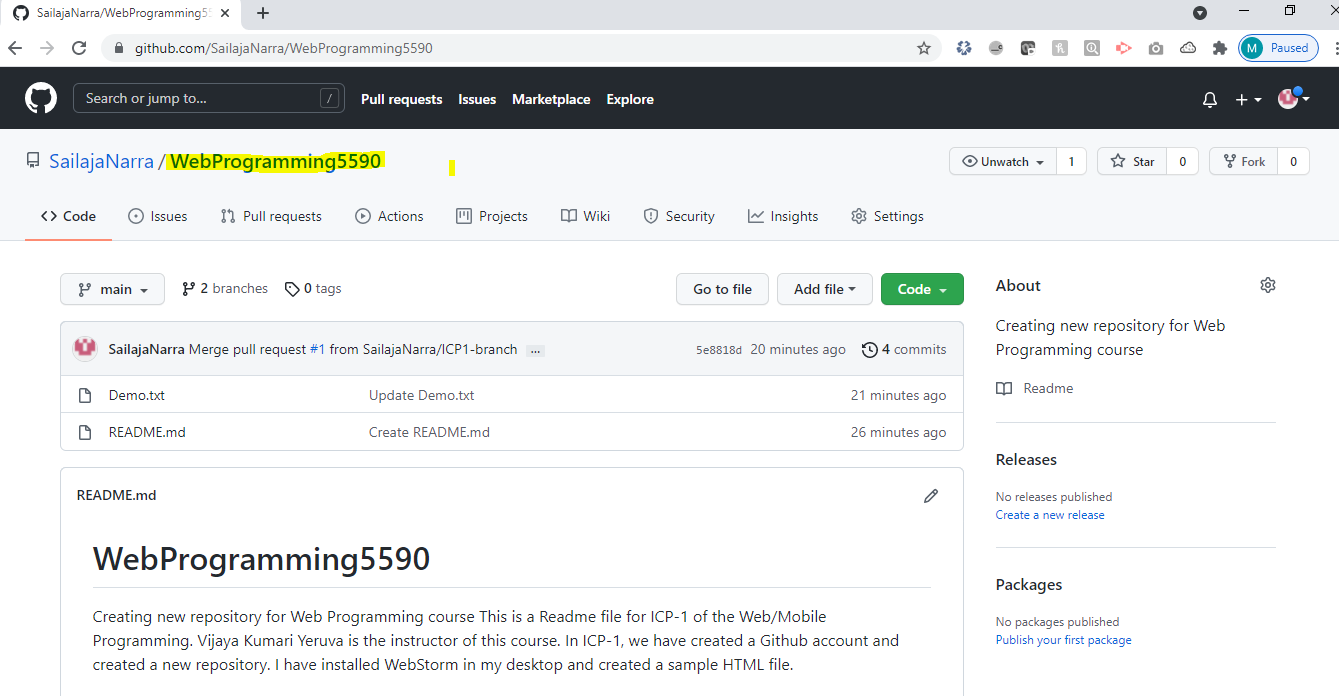 SailajaNarra/WebProgramming55
github.com/SailajaNarra/WebProgramming5590
M Paused
Search or jump to... /
Pull requests Issues Marketplace Explore
SailajaNarra / WebProgramming5590
Unwatch 1 Star 0 Fork 0
Code Issues Pull requests Actions Projects Wiki Security Insights Settings
main 2 branches 0 tags Go to file Add file Code
SailajaNarra Merge pull request #1 from SailajaNarra/ICP1-branch ... 5e8818d 20 minutes ago 4 commits
Demo.txt Update Demo.txt 21 minutes ago
README.md Create README.md 26 minutes ago
README.md
WebProgramming5590
Creating new repository for Web Programming course This is a Readme file for ICP-1 of the Web/Mobile
Programming. Vijaya Kumari Yeruva is the instructor of this course. In ICP-1, we have created a Github account and
created a new repository. I have installed WebStorm in my desktop and created a sample HTML file.
About
Creating new repository for Web
Programming course
Readme
Releases
No releases published
Create a new release
Packages
No packages published
Publish your first package